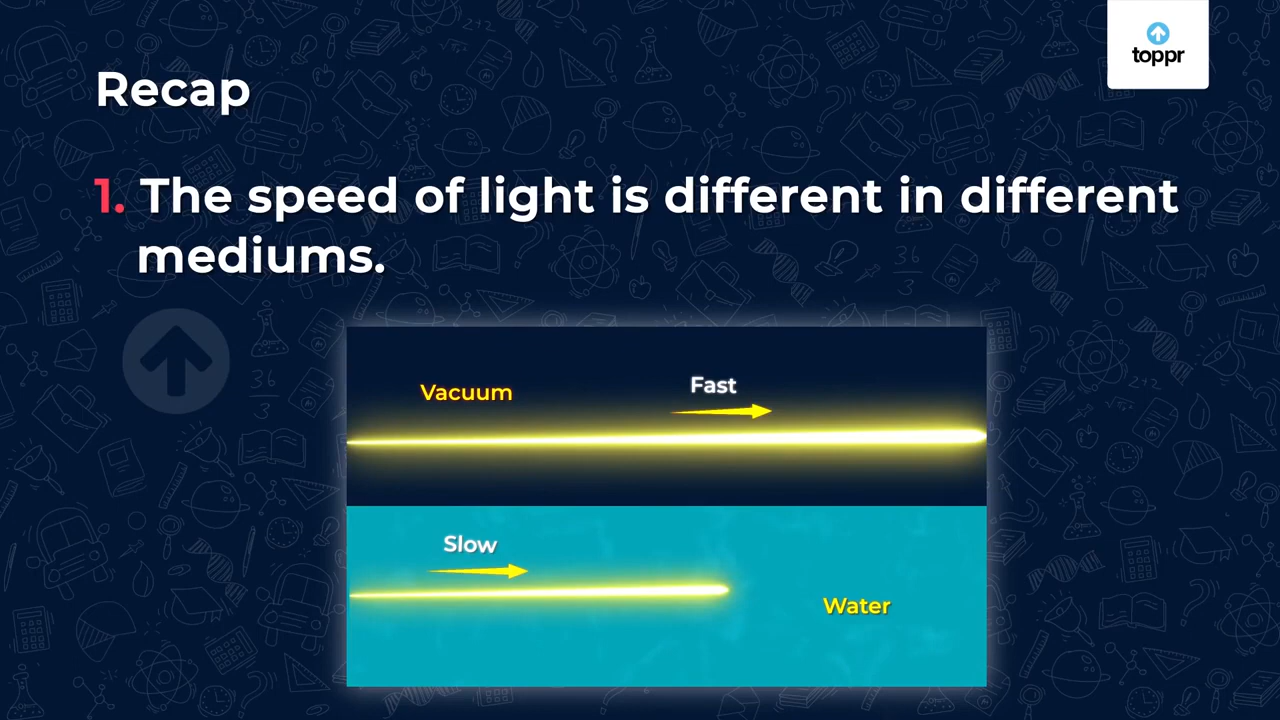 toppr
Recap
1. The speed of light is different in different
mediums.
Vacuum
Fast
Slow
Water